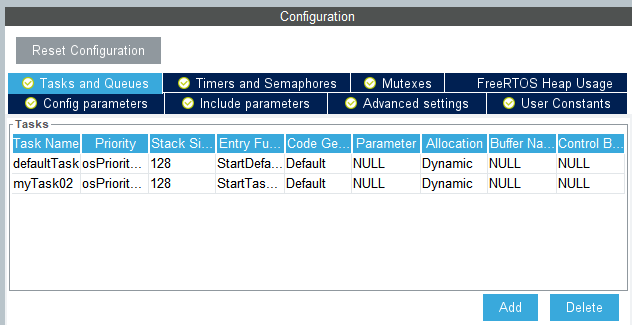 Configuration
Reset Configuration
Tasks and Queues Timers and Semaphores Mutexes FreeRTOS Heap Usage
Config parameters Include parameters Advanced settings User Constants
Tasks
Task Name Priority Stack Si... Entry Fu... Code Ge... Parameter Allocation Buffer Na... Control B...
defaultTask osPriorit... 128 StartDefa... Default NULL Dynamic NULL NULL
myTask02 osPriorit... 128 StartTas... Default NULL Dynamic NULL NULL
Add Delete